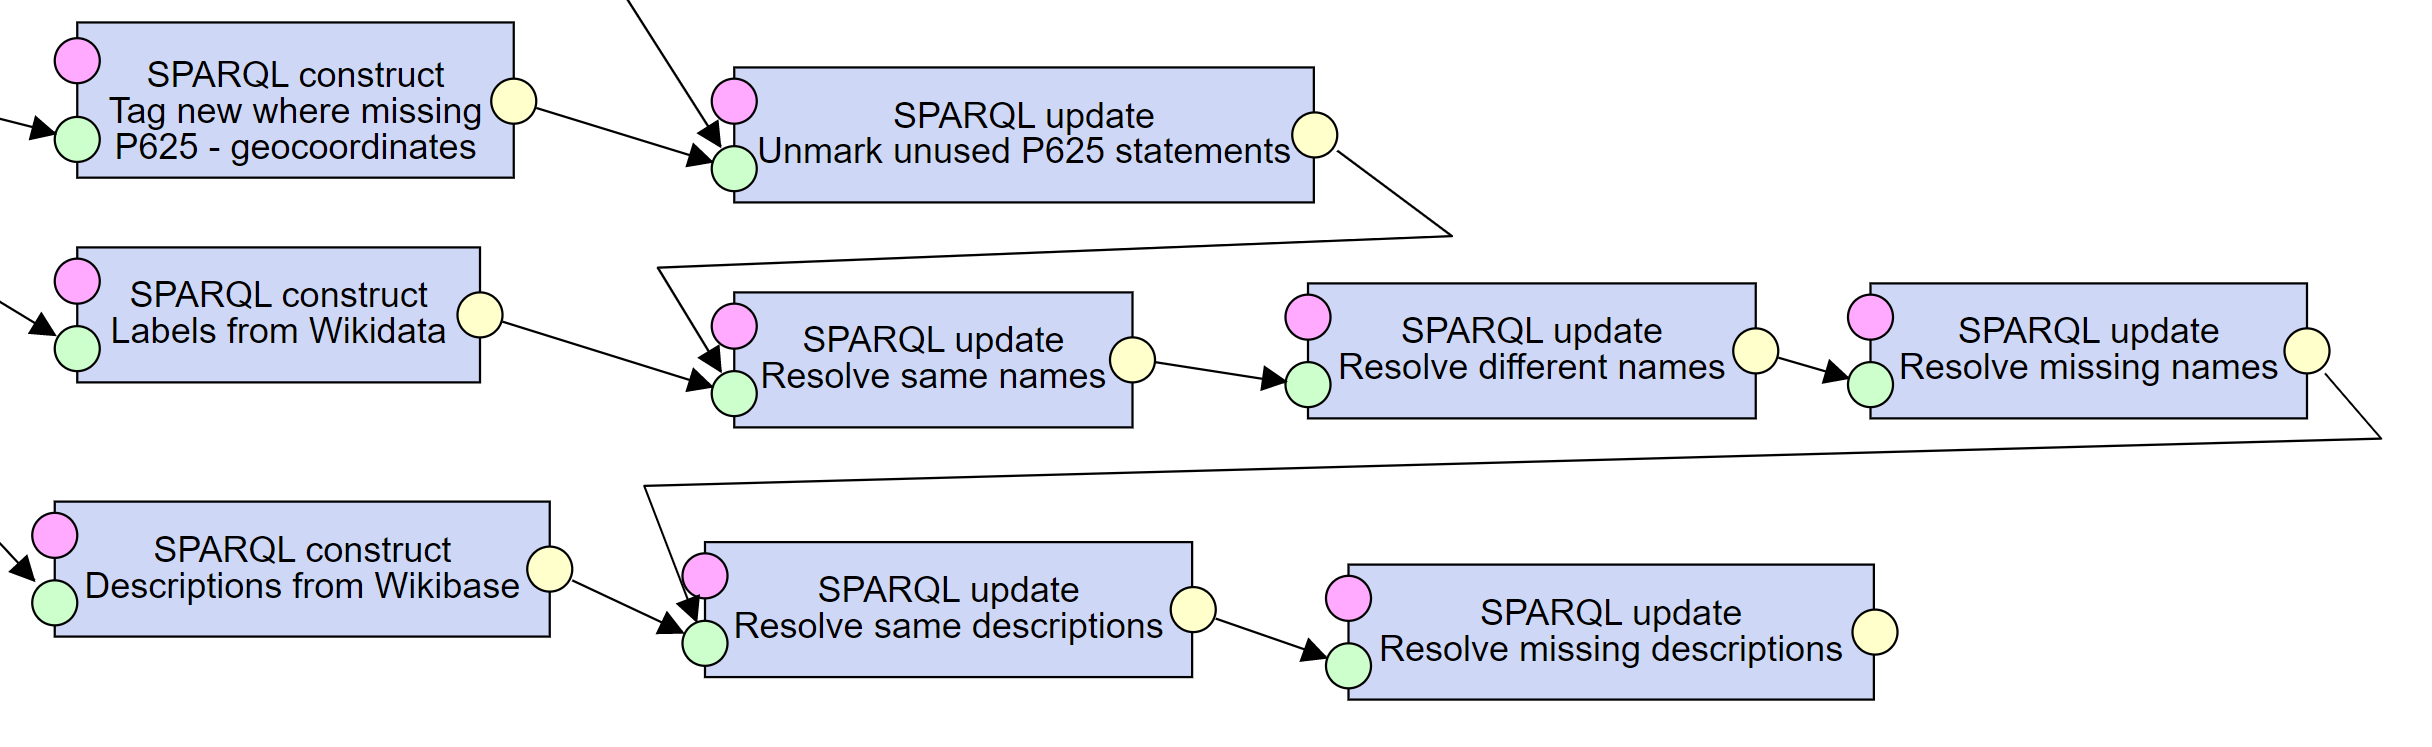 SPARQL construct
Tag new where missing
P625 - geocoordinates
SPARQL update
Unmark unused P625 statements
SPARQL construct
Labels from Wikidata
SPARQL update
Resolve same names
SPARQL update
Resolve different names
SPARQL update
Resolve missing names
SPARQL construct
Descriptions from Wikibase
SPARQL update
Resolve same descriptions
SPARQL update
Resolve missing descriptions